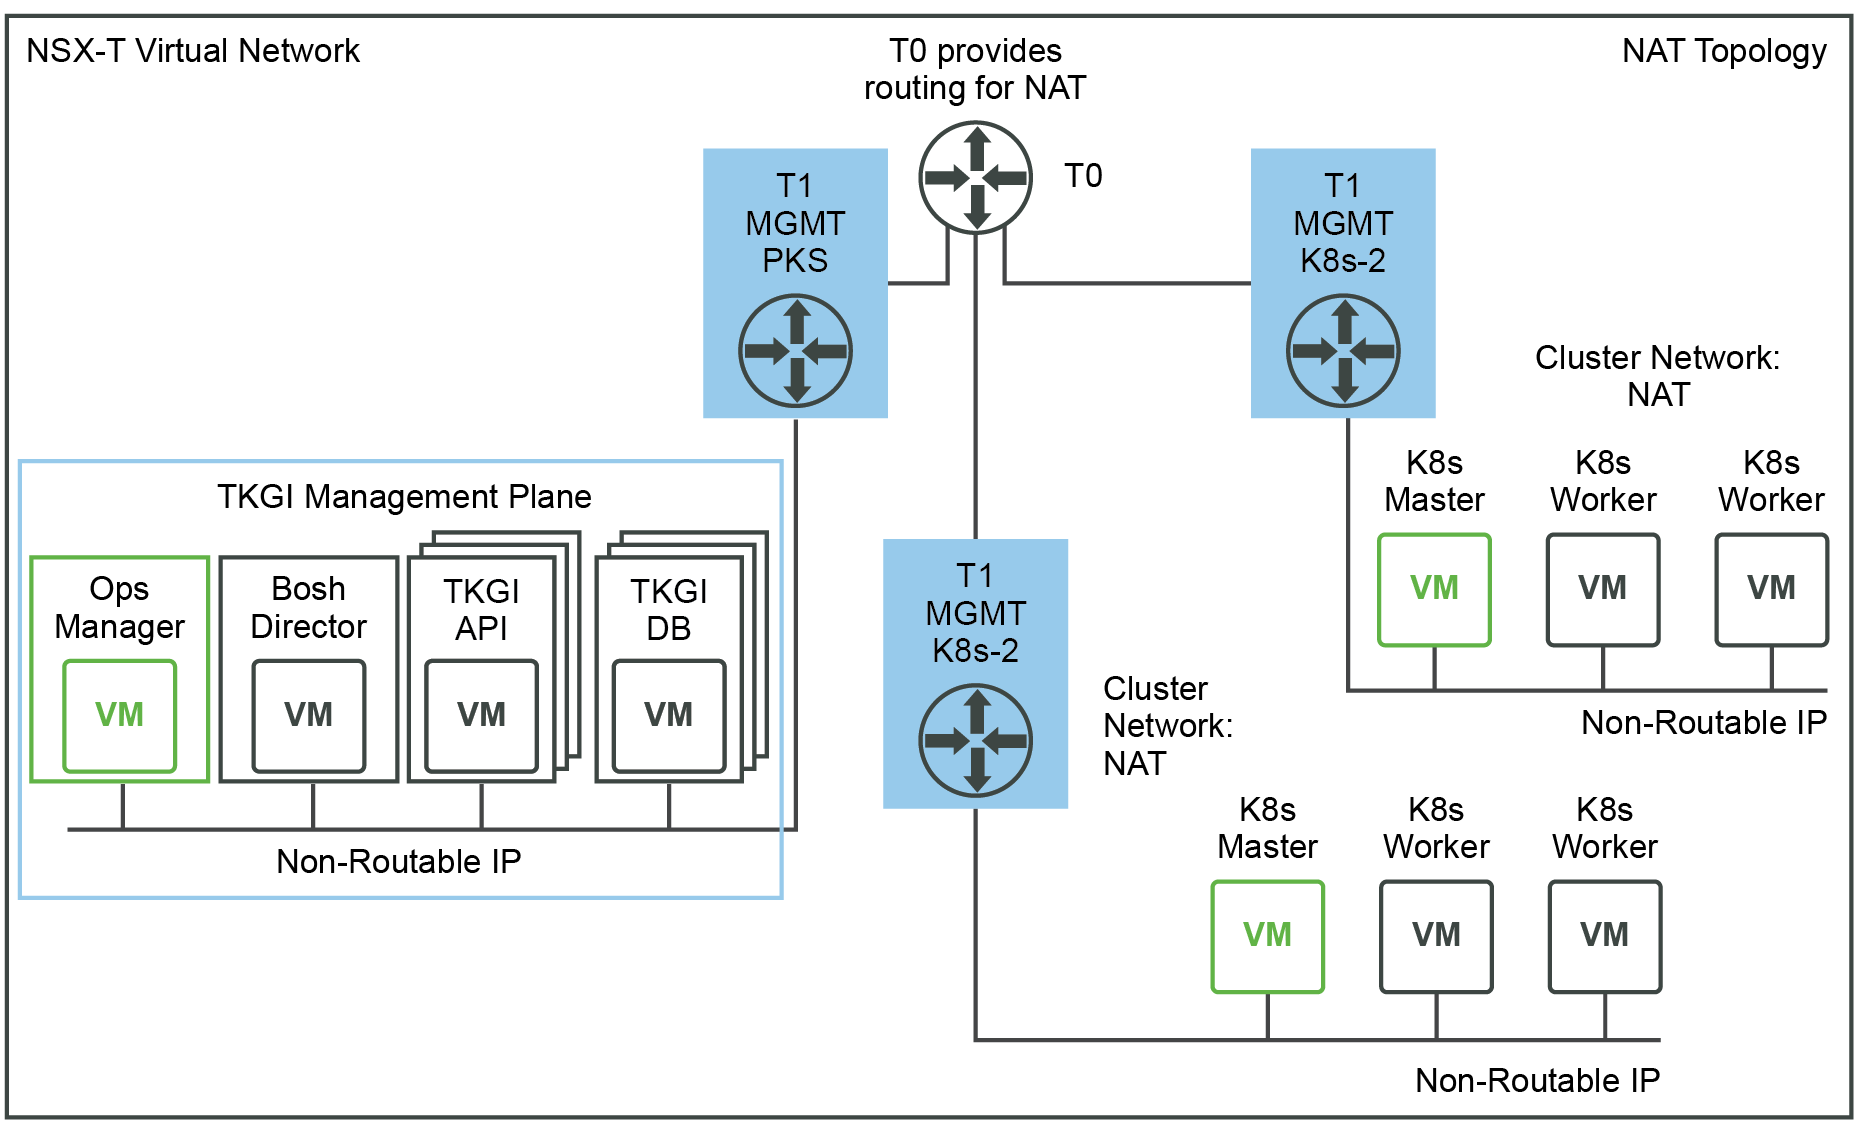 NSX-T Virtual Network
T0 provides
routing for NAT
NAT Topology
T0
T1
MGMT
PKS
T1
MGMT
K8s-2
Cluster Network:
NAT
K8s
Master
K8s
Worker
K8s
Worker
VM
VM
VM
Non-Routable IP
TKGI Management Plane
Ops
Manager
VM
Bosh
Director
VM
TKGI
API
VM
TKGI
DB
VM
Non-Routable IP
T1
MGMT
K8s-2
Cluster
Network:
NAT
K8s
Master
K8s
Worker
K8s
Worker
VM
VM
VM
Non-Routable IP